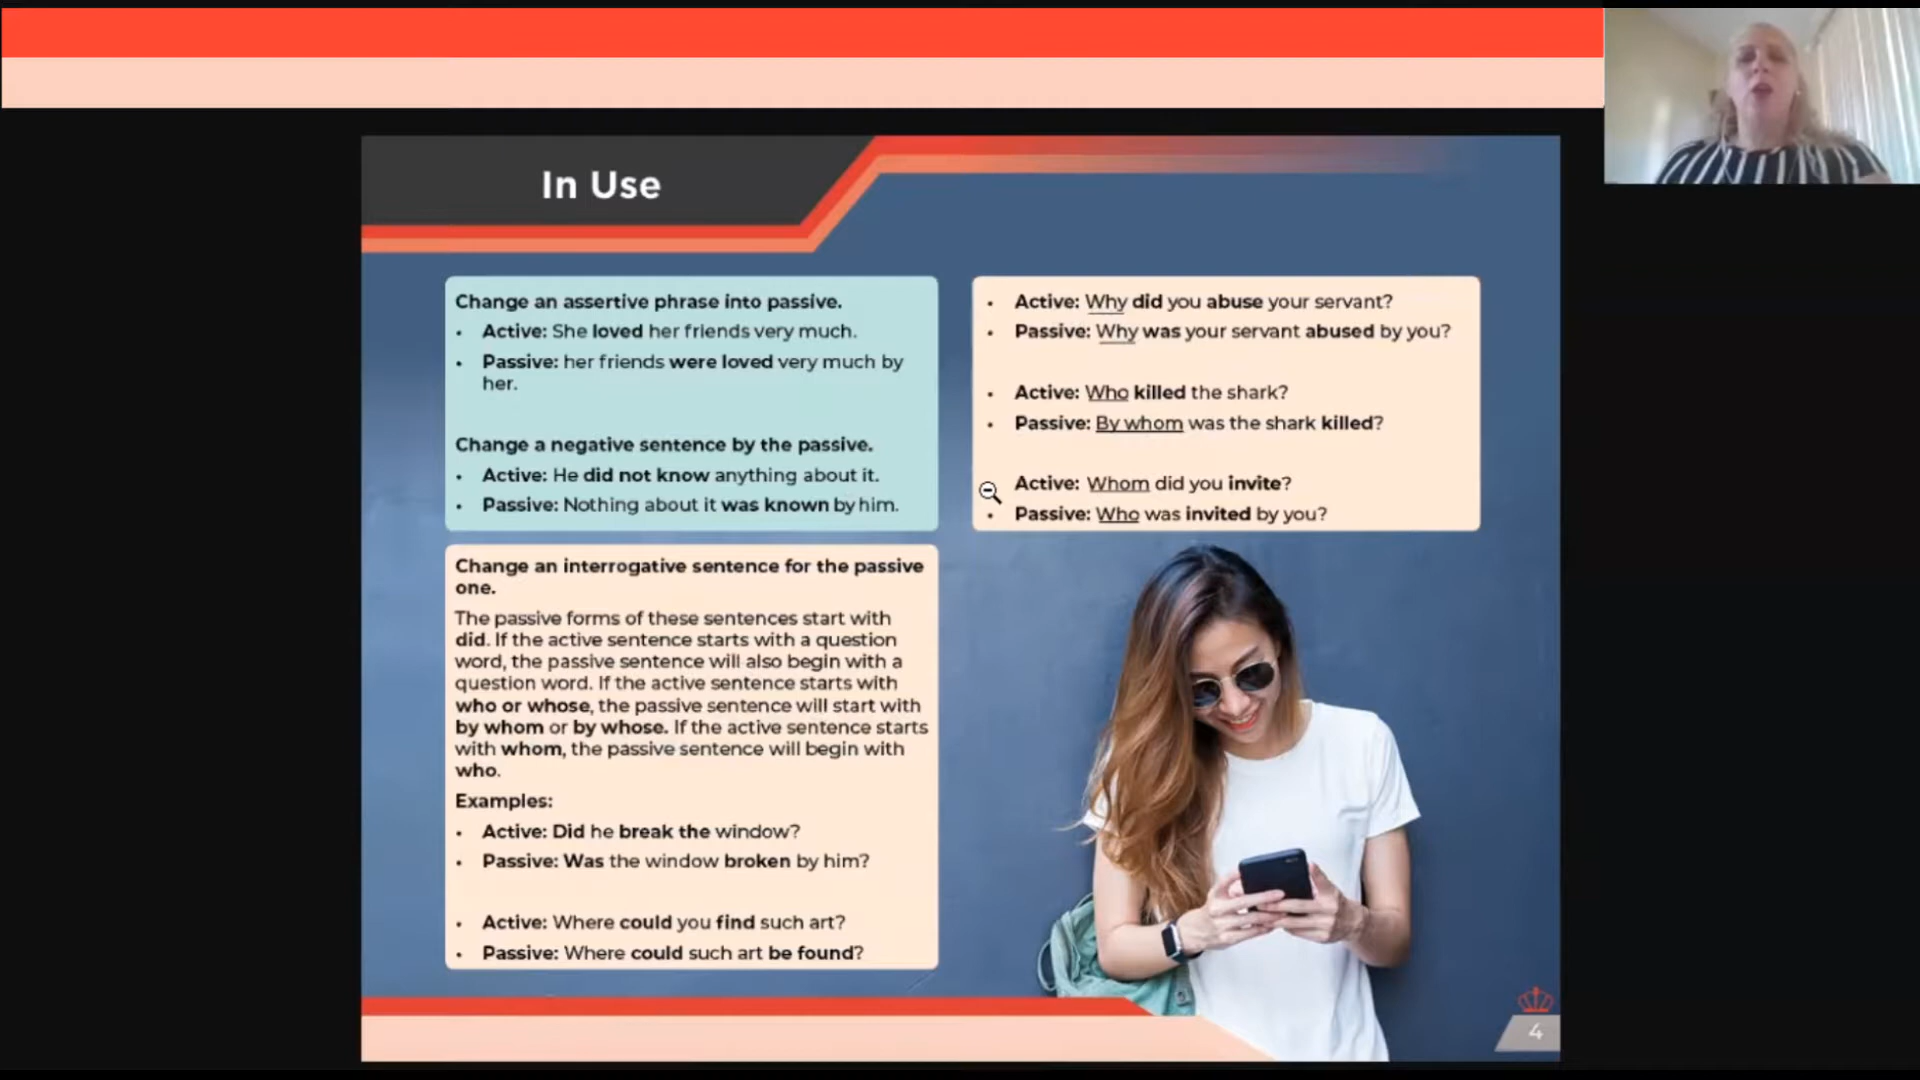 In Use
Change an assertive phrase into passive.
• Active: She loved her friends very much.
• Passive: her friends were loved very much by
her.
Change a negative sentence by the passive.
• Active: He did not know anything about it.
• Passive: Nothing about it was known by him.
Change an interrogative sentence for the passive
one.
The passive forms of these sentences start with
did. If the active sentence starts with a question
word, the passive sentence will also begin with a
question word. If the active sentence starts with
who or whose, the passive sentence will start with
by whom or by whose. If the active sentence starts
with whom, the passive sentence will begin with
who.
Examples:
• Active: Did he break the window?
• Passive: Was the window broken by him?
• Active: Where could you find such art?
• Passive: Where could such art be found?
• Active: Why did you abuse your servant?
• Passive: Why was your servant abused by you?
• Active: Who killed the shark?
• Passive: By whom was the shark killed?
Active: Whom did you invite?
• Passive: Who was invited by you?
4